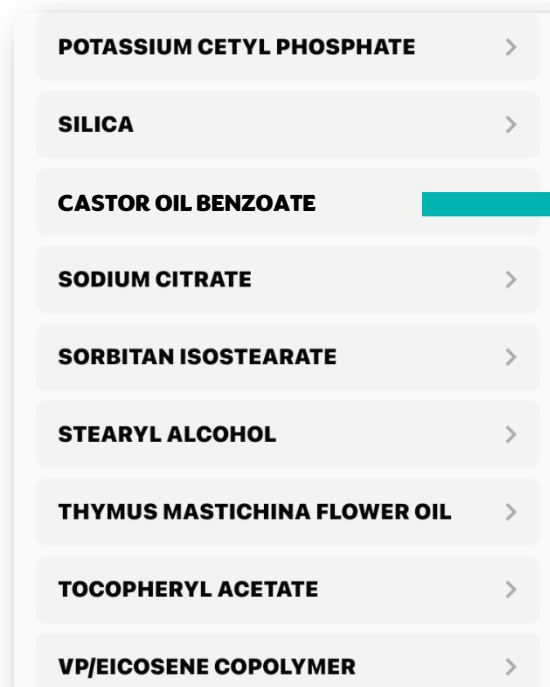 POTASSIUM CETYL PHOSPHATE
SILICA
CASTOR OIL BENZOATE
SODIUM CITRATE
SORBITAN ISOSTEARATE
STEARYL ALCOHOL
THYMUS MASTICHINA FLOWER OIL
TOCOPHERYL ACETATE
VP/EICOSENE COPOLYMER